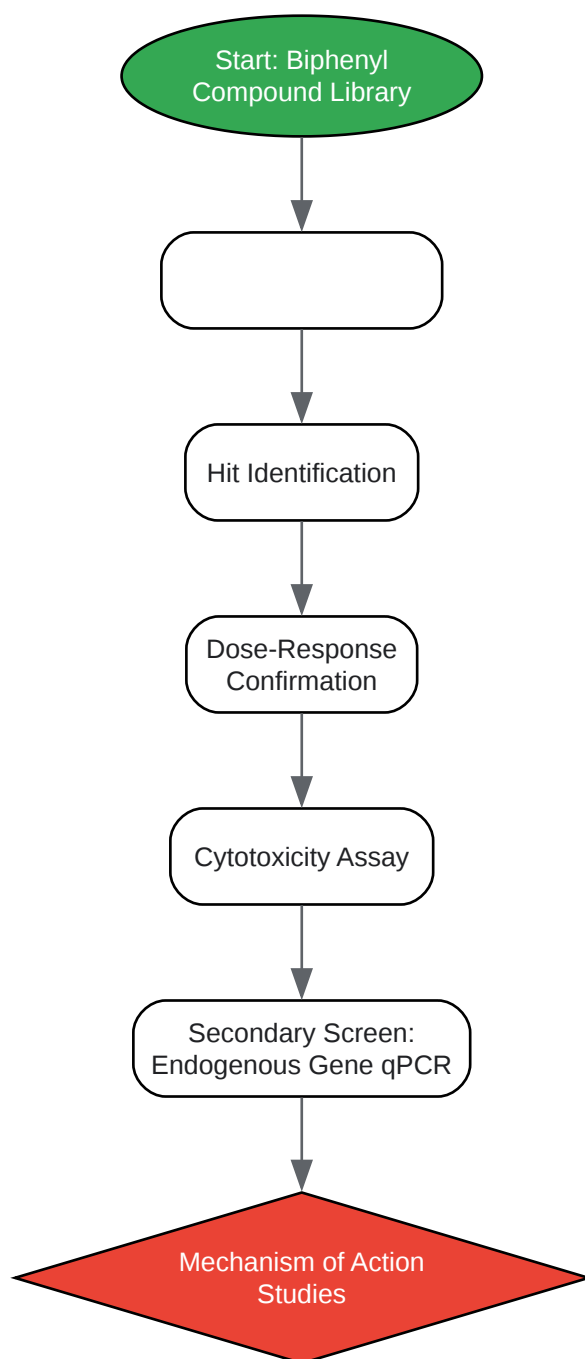 Start: Biphenyl
Compound Library
Hit Identification
Dose-Response
Confirmation
Cytotoxicity Assay
Secondary Screen:
Endogenous Gene qPCR
Mechanism of Action
Studies